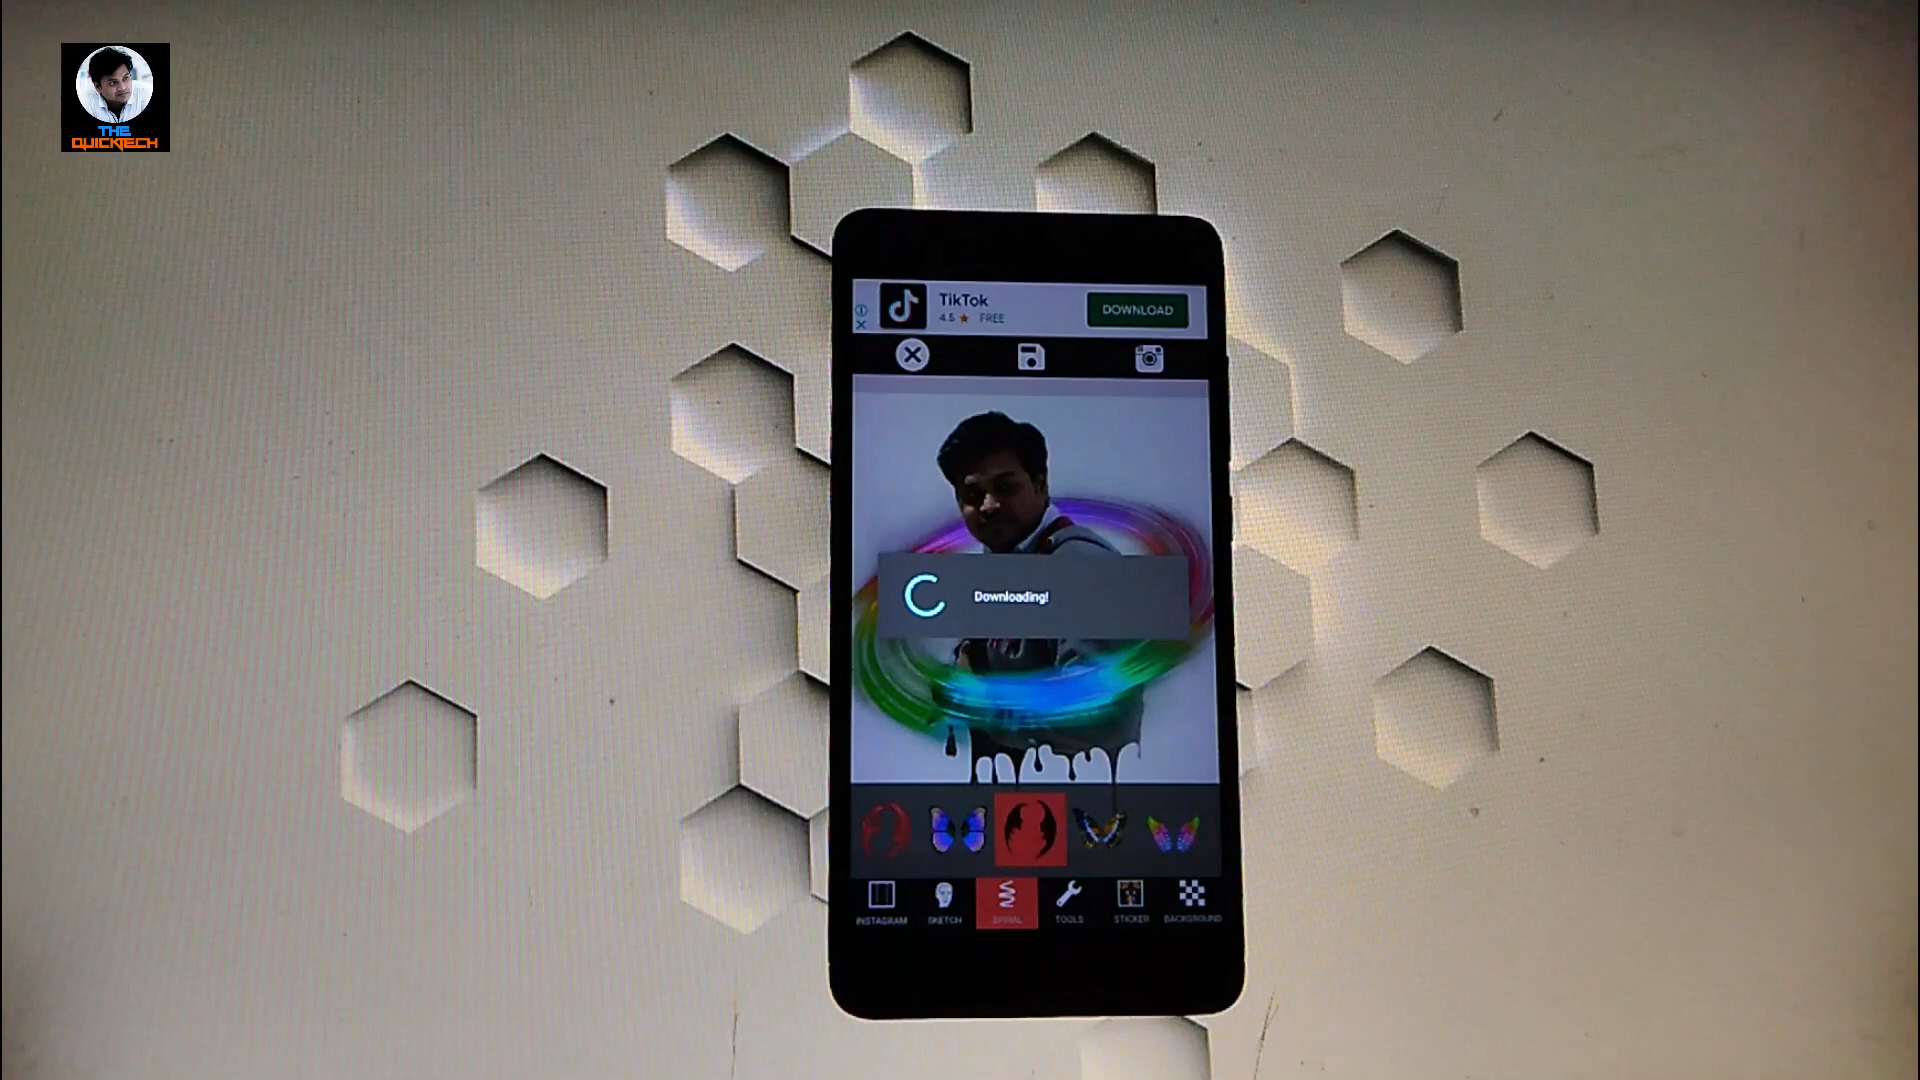 THE
QUICKTECH
TikTok
4.5 ★ FREE
DOWNLOAD
Downloading!
INSTAGRAM
SKETCH
SPIRAL
TOOLS
STICKER
BACKGROUND